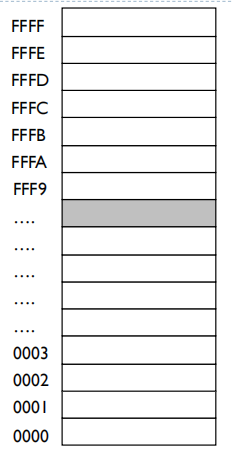 FFFF
FFFE
FFFD
FFFC
FFFB
FFFA
FFF9
....
....
....
....
....
0003
0002
0001
0000